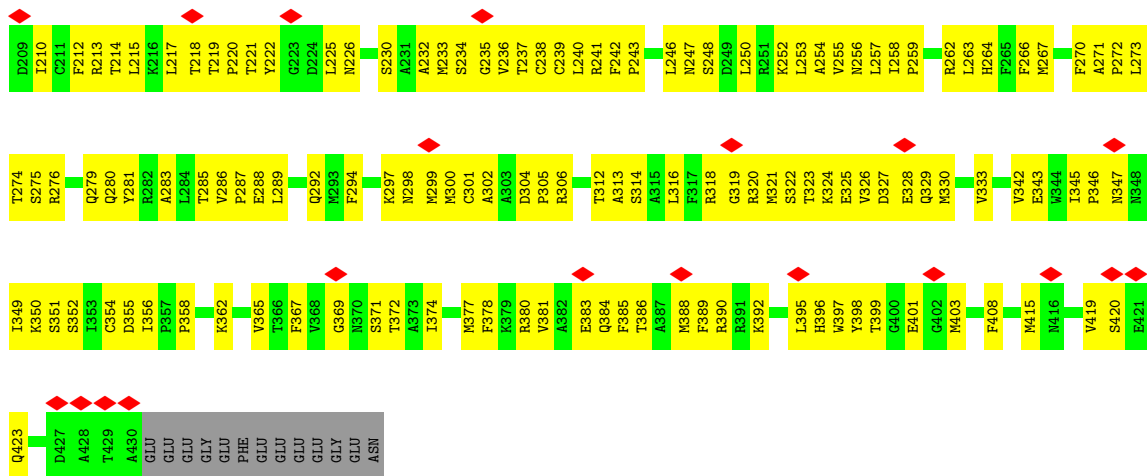 D209 I210 C211 F212 R213 T214 L215 K216 L217 T218 T219 P220 T221 Y222 G223 D224 L225 N226 S230 A231 A232 M233 S234 G235 V236 T237 C238 C239 L240 R241 F242 P243 L246 N247 S248 D249 L250 R251 K252 L253 A254 V255 N256 L257 I258 P259 R262 L263 H264 F265 F266 M267 F270 A271 P272 L273
T274 S275 R276 Q279 Q280 Y281 R282 A283 L284 T285 V286 P287 E288 L289 Q292 M293 F294 K297 N298 M299 M300 C301 A302 A303 D304 P305 R306 T312 A313 S314 A315 L316 F317 R318 G319 R320 M321 S322 T323 K324 E325 V326 D327 E328 Q329 M330 V333 V342 E343 W344 I345 P346 N347 N348
I349 K350 S351 S352 I353 C354 D355 I356 P357 P358 K362 V365 T366 F367 V368 G369 N370 S371 T372 A373 I374 M377 F378 K379 R380 V381 A382 E383 Q384 F385 T386 A387 M388 F389 R390 R391 K392 L395 H396 W397 Y398 T399 G400 E401 G402 M403 F408 M415 N416 V419 S420 E421
Q423 D427 A428 T429 A430 GLU GLU GLU GLY GLU PHE GLU GLU GLU GLU GLY GLU ASN